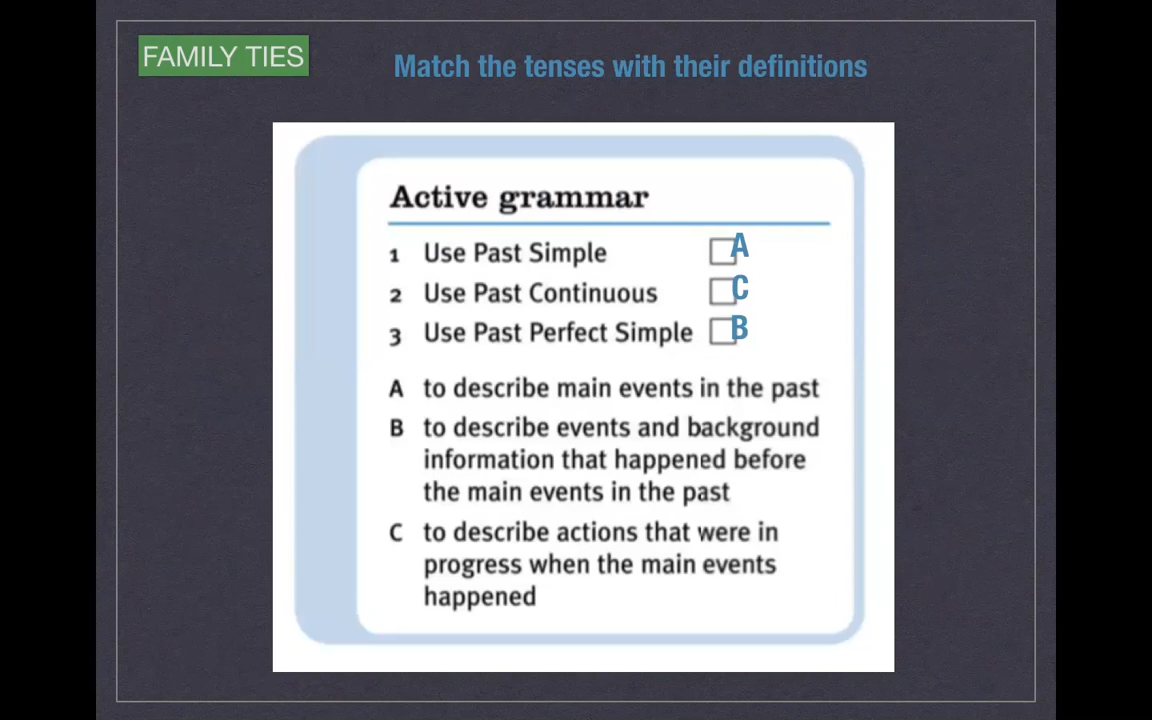 FAMILY TIES
Match the tenses with their definitions
Active grammar
1 Use Past Simple A
2 Use Past Continuous C
3 Use Past Perfect Simple B
A to describe main events in the past
B to describe events and background
information that happened before
the main events in the past
C to describe actions that were in
progress when the main events
happened